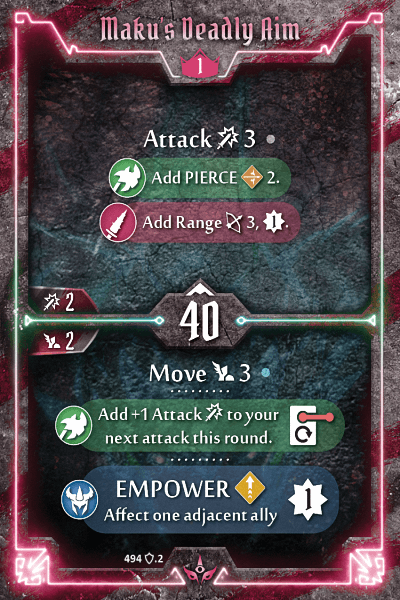 Maku's Deadly Aim
1
Attack 3
Add PIERCE 2.
Add Range 3, 1.
2
40
2
Move 3
Add +1 Attack to your
next attack this round.
EMPOWER
1
Affect one adjacent ally
494 .2